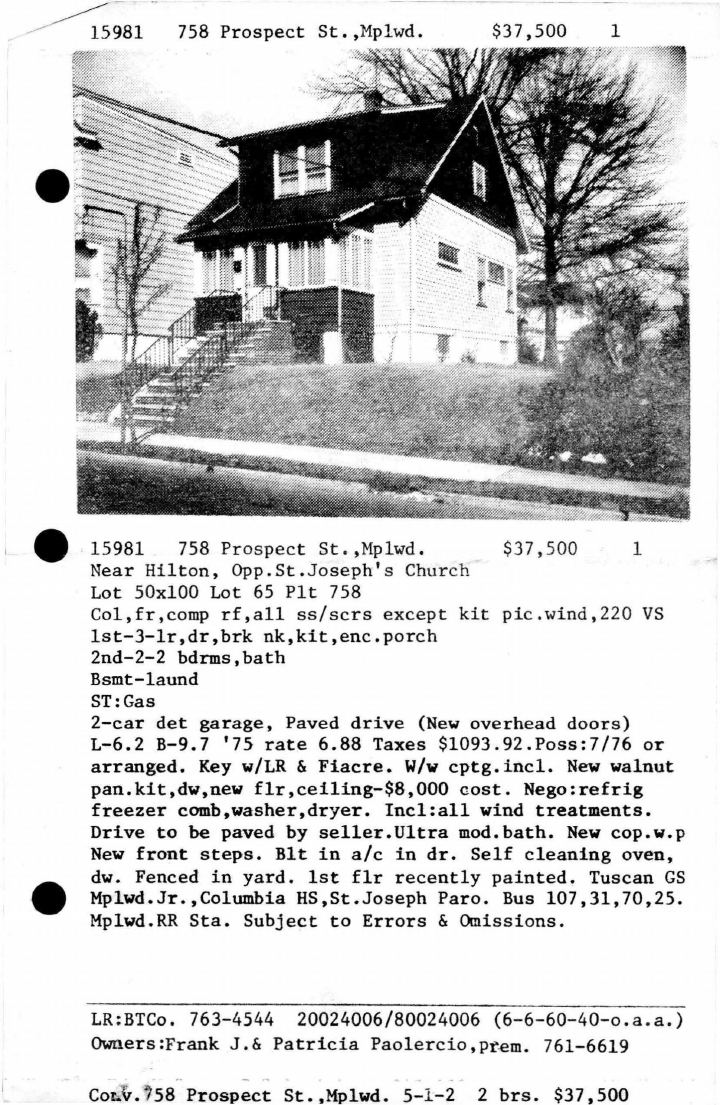 15981 758 Prospect St.,Mplwd. $37,500 1
15981 758 Prospect St.,Mplwd. $37,500 1
Near Hilton, Opp.St.Joseph's Church
Lot 50x100 Lot 65 Plt 758
Col,fr,comp rf,all ss/scrs except kit pic.wind,220 VS
1st-3-lr,dr,brk nk,kit,enc.porch
2nd-2-2 bdrms,bath
Bsmt-laund
ST:Gas
2-car det garage, Paved drive (New overhead doors)
L-6.2 B-9.7 '75 rate 6.88 Taxes $1093.92.Poss:7/76 or
arranged. Key w/LR & Fiacre. W/w cptg.incl. New walnut
pan.kit,dw,new flr,ceiling-$8,000 cost. Nego:refrig
freezer comb,washer,dryer. Incl:all wind treatments.
Drive to be paved by seller.Ultra mod.bath. New cop.w.p
New front steps. Blt in a/c in dr. Self cleaning oven,
dw. Fenced in yard. 1st flr recently painted. Tuscan GS
Mplwd.Jr.,Columbia HS,St.Joseph Paro. Bus 107,31,70,25.
Mplwd.RR Sta. Subject to Errors & Omissions.
LR:BTCo. 763-4544 20024006/80024006 (6-6-60-40-o.a.a.)
Owners:Frank J.& Patricia Paolercio,prem. 761-6619
Conv.758 Prospect St.,Mplwd. 5-1-2 2 brs. $37,500